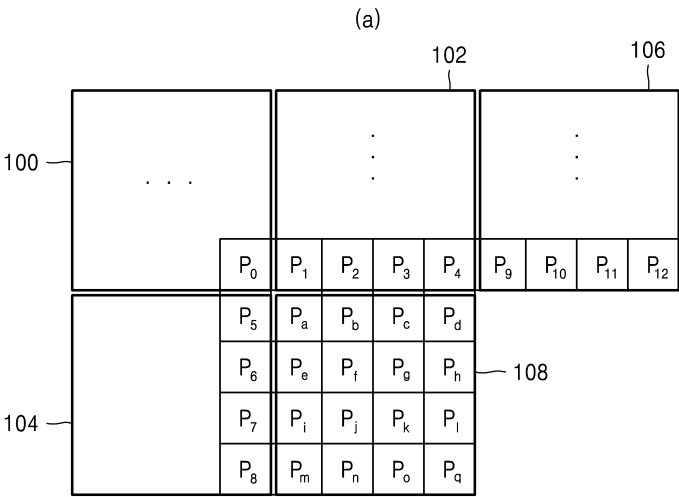 (a)
102
106
100
. . .
P0 P1 P2 P3 P4 P9 P10 P11 P12
P5 Pa Pb Pc Pd
P6 Pe Pf Pg Ph 108
104 P7 Pi Pj Pk Pl
P8 Pm Pn Po Pq